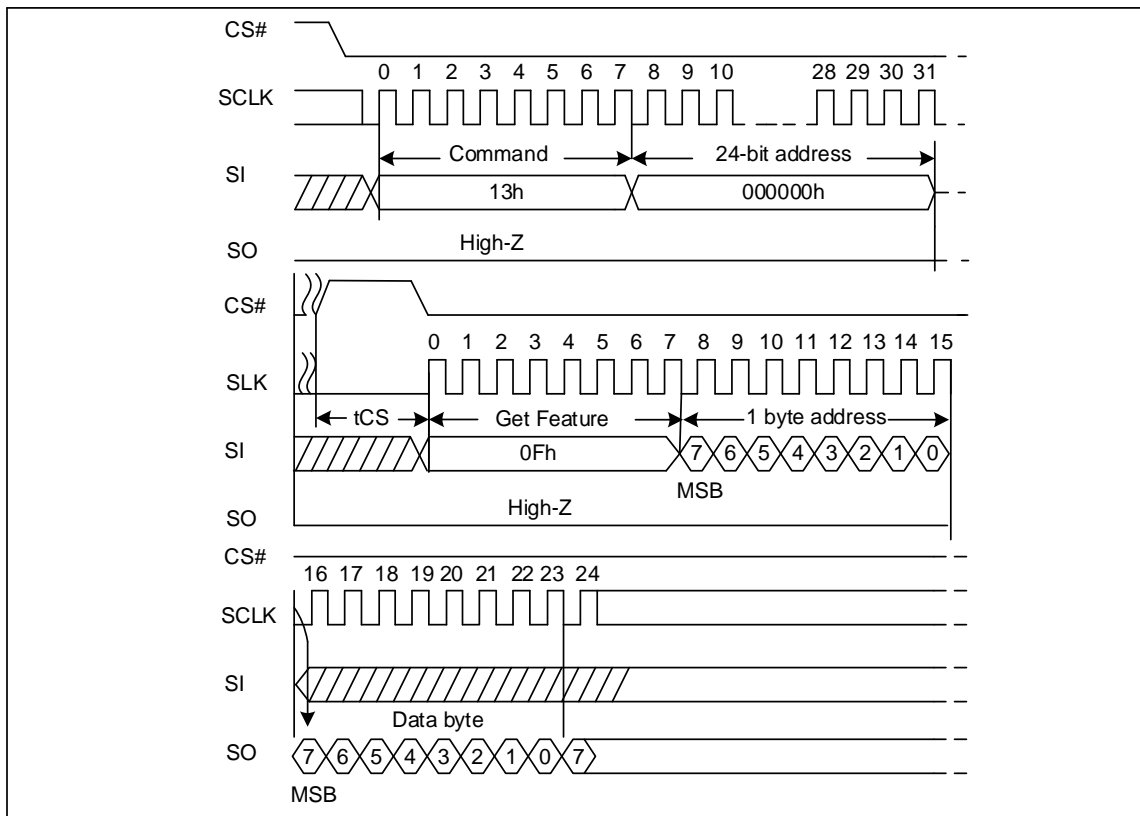 CS#
0 1 2 3 4 5 6 7 8 9 10 28 29 30 31
SCLK
Command 24-bit address
SI
13h 000000h
High-Z
SO
CS#
0 1 2 3 4 5 6 7 8 9 10 11 12 13 14 15
SLK
tCS Get Feature 1 byte address
SI
0Fh 7 6 5 4 3 2 1 0
MSB
High-Z
SO
CS#
16 17 18 19 20 21 22 23 24
SCLK
SI
Data byte
SO 7 6 5 4 3 2 1 0 7
MSB